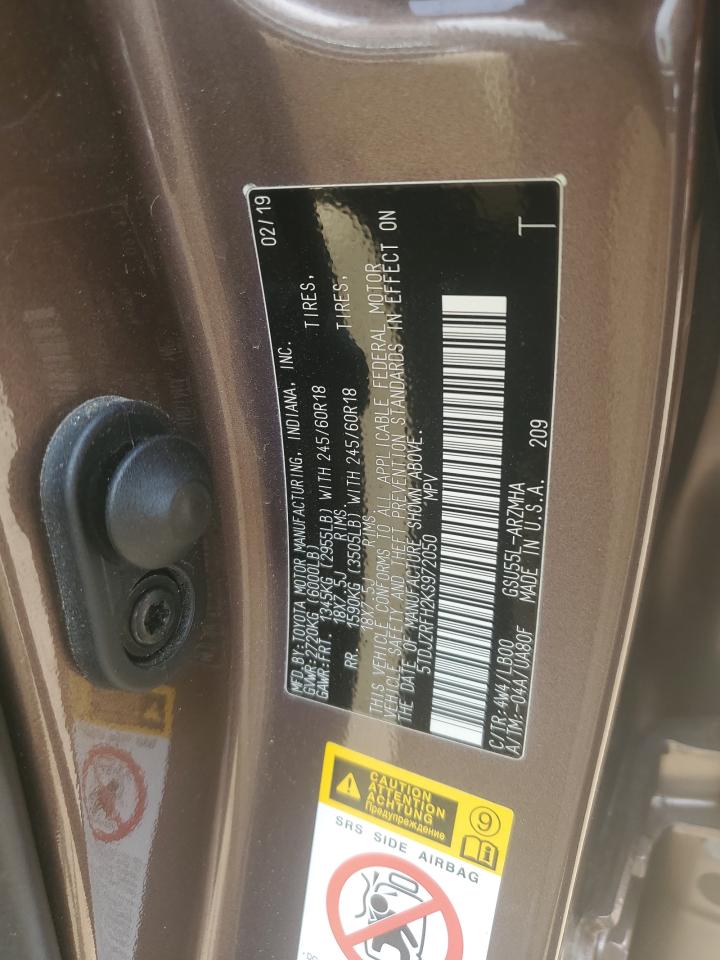 MFD BY:TOYOTA MOTOR MANUFACTURING, INDIANA, INC. 02/19
GVWR:2720KG (6000LB)
GAWR:FRT. 1345KG (2955LB) WITH 245/60R18 TIRES,
18X7.5J RIMS
RR. 1590KG (3505LB) WITH 245/60R18 TIRES,
18X7.5J RIMS
THIS VEHICLE CONFORMS TO ALL APPLICABLE FEDERAL MOTOR
VEHICLE SAFETY AND THEFT PREVENTION STANDARDS IN EFFECT ON
THE DATE OF MANUFACTURE SHOWN ABOVE.
5TDJZRFH2KS972050 MPV
C/TR:4W4/LB00 GSU55L-ARZMHA
A/TM:-04A/UA80F MADE IN U.S.A. 209 T
CAUTION
ATTENTION
ACHTUNG
Предупреждение
9
i
SRS SIDE AIRBAG